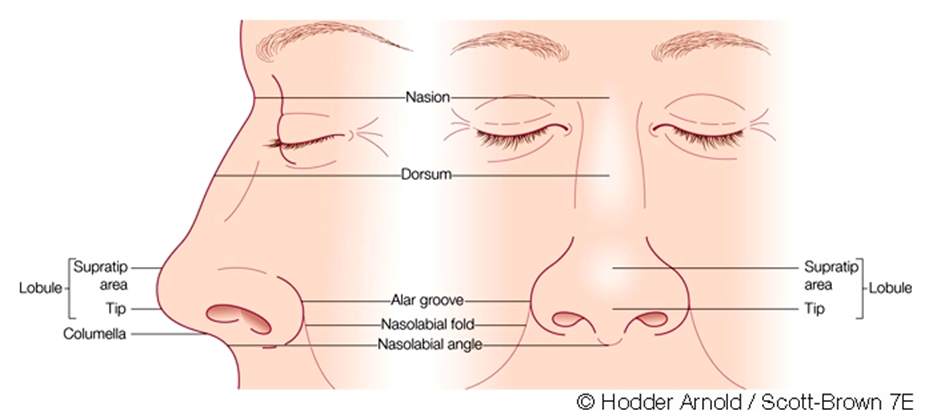 Nasion
Dorsum
Supratip
area
Lobule
Tip
Columella
Alar groove
Nasolabial fold
Nasolabial angle
Supratip
area
Lobule
Tip
© Hodder Arnold / Scott-Brown 7E